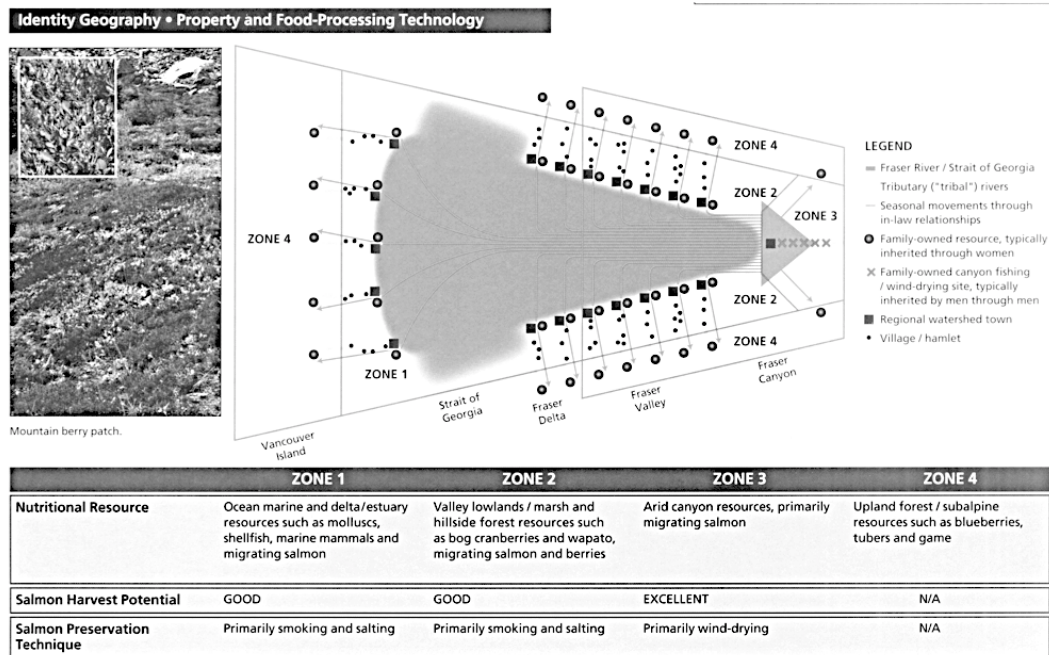 Identity Geography • Property and Food-Processing Technology
Mountain berry patch.
ZONE 4
ZONE 1
ZONE 4
ZONE 2
ZONE 3
ZONE 2
ZONE 4
Vancouver
Island
Strait of
Georgia
Fraser
Delta
Fraser
Valley
Fraser
Canyon
LEGEND
Fraser River / Strait of Georgia
Tributary ("tribal") rivers
Seasonal movements through
in-law relationships
Family-owned resource, typically
inherited through women
Family-owned canyon fishing
/ wind-drying site, typically
inherited by men through men
Regional watershed town
Village / hamlet
ZONE 1 ZONE 2 ZONE 3 ZONE 4
Nutritional Resource
Ocean marine and delta/estuary
resources such as molluscs,
shellfish, marine mammals and
migrating salmon
Valley lowlands / marsh and
hillside forest resources such
as bog cranberries and wapato,
migrating salmon and berries
Arid canyon resources, primarily
migrating salmon
Upland forest / subalpine
resources such as blueberries,
tubers and game
Salmon Harvest Potential GOOD GOOD EXCELLENT N/A
Salmon Preservation
Technique
Primarily smoking and salting Primarily smoking and salting Primarily wind-drying N/A